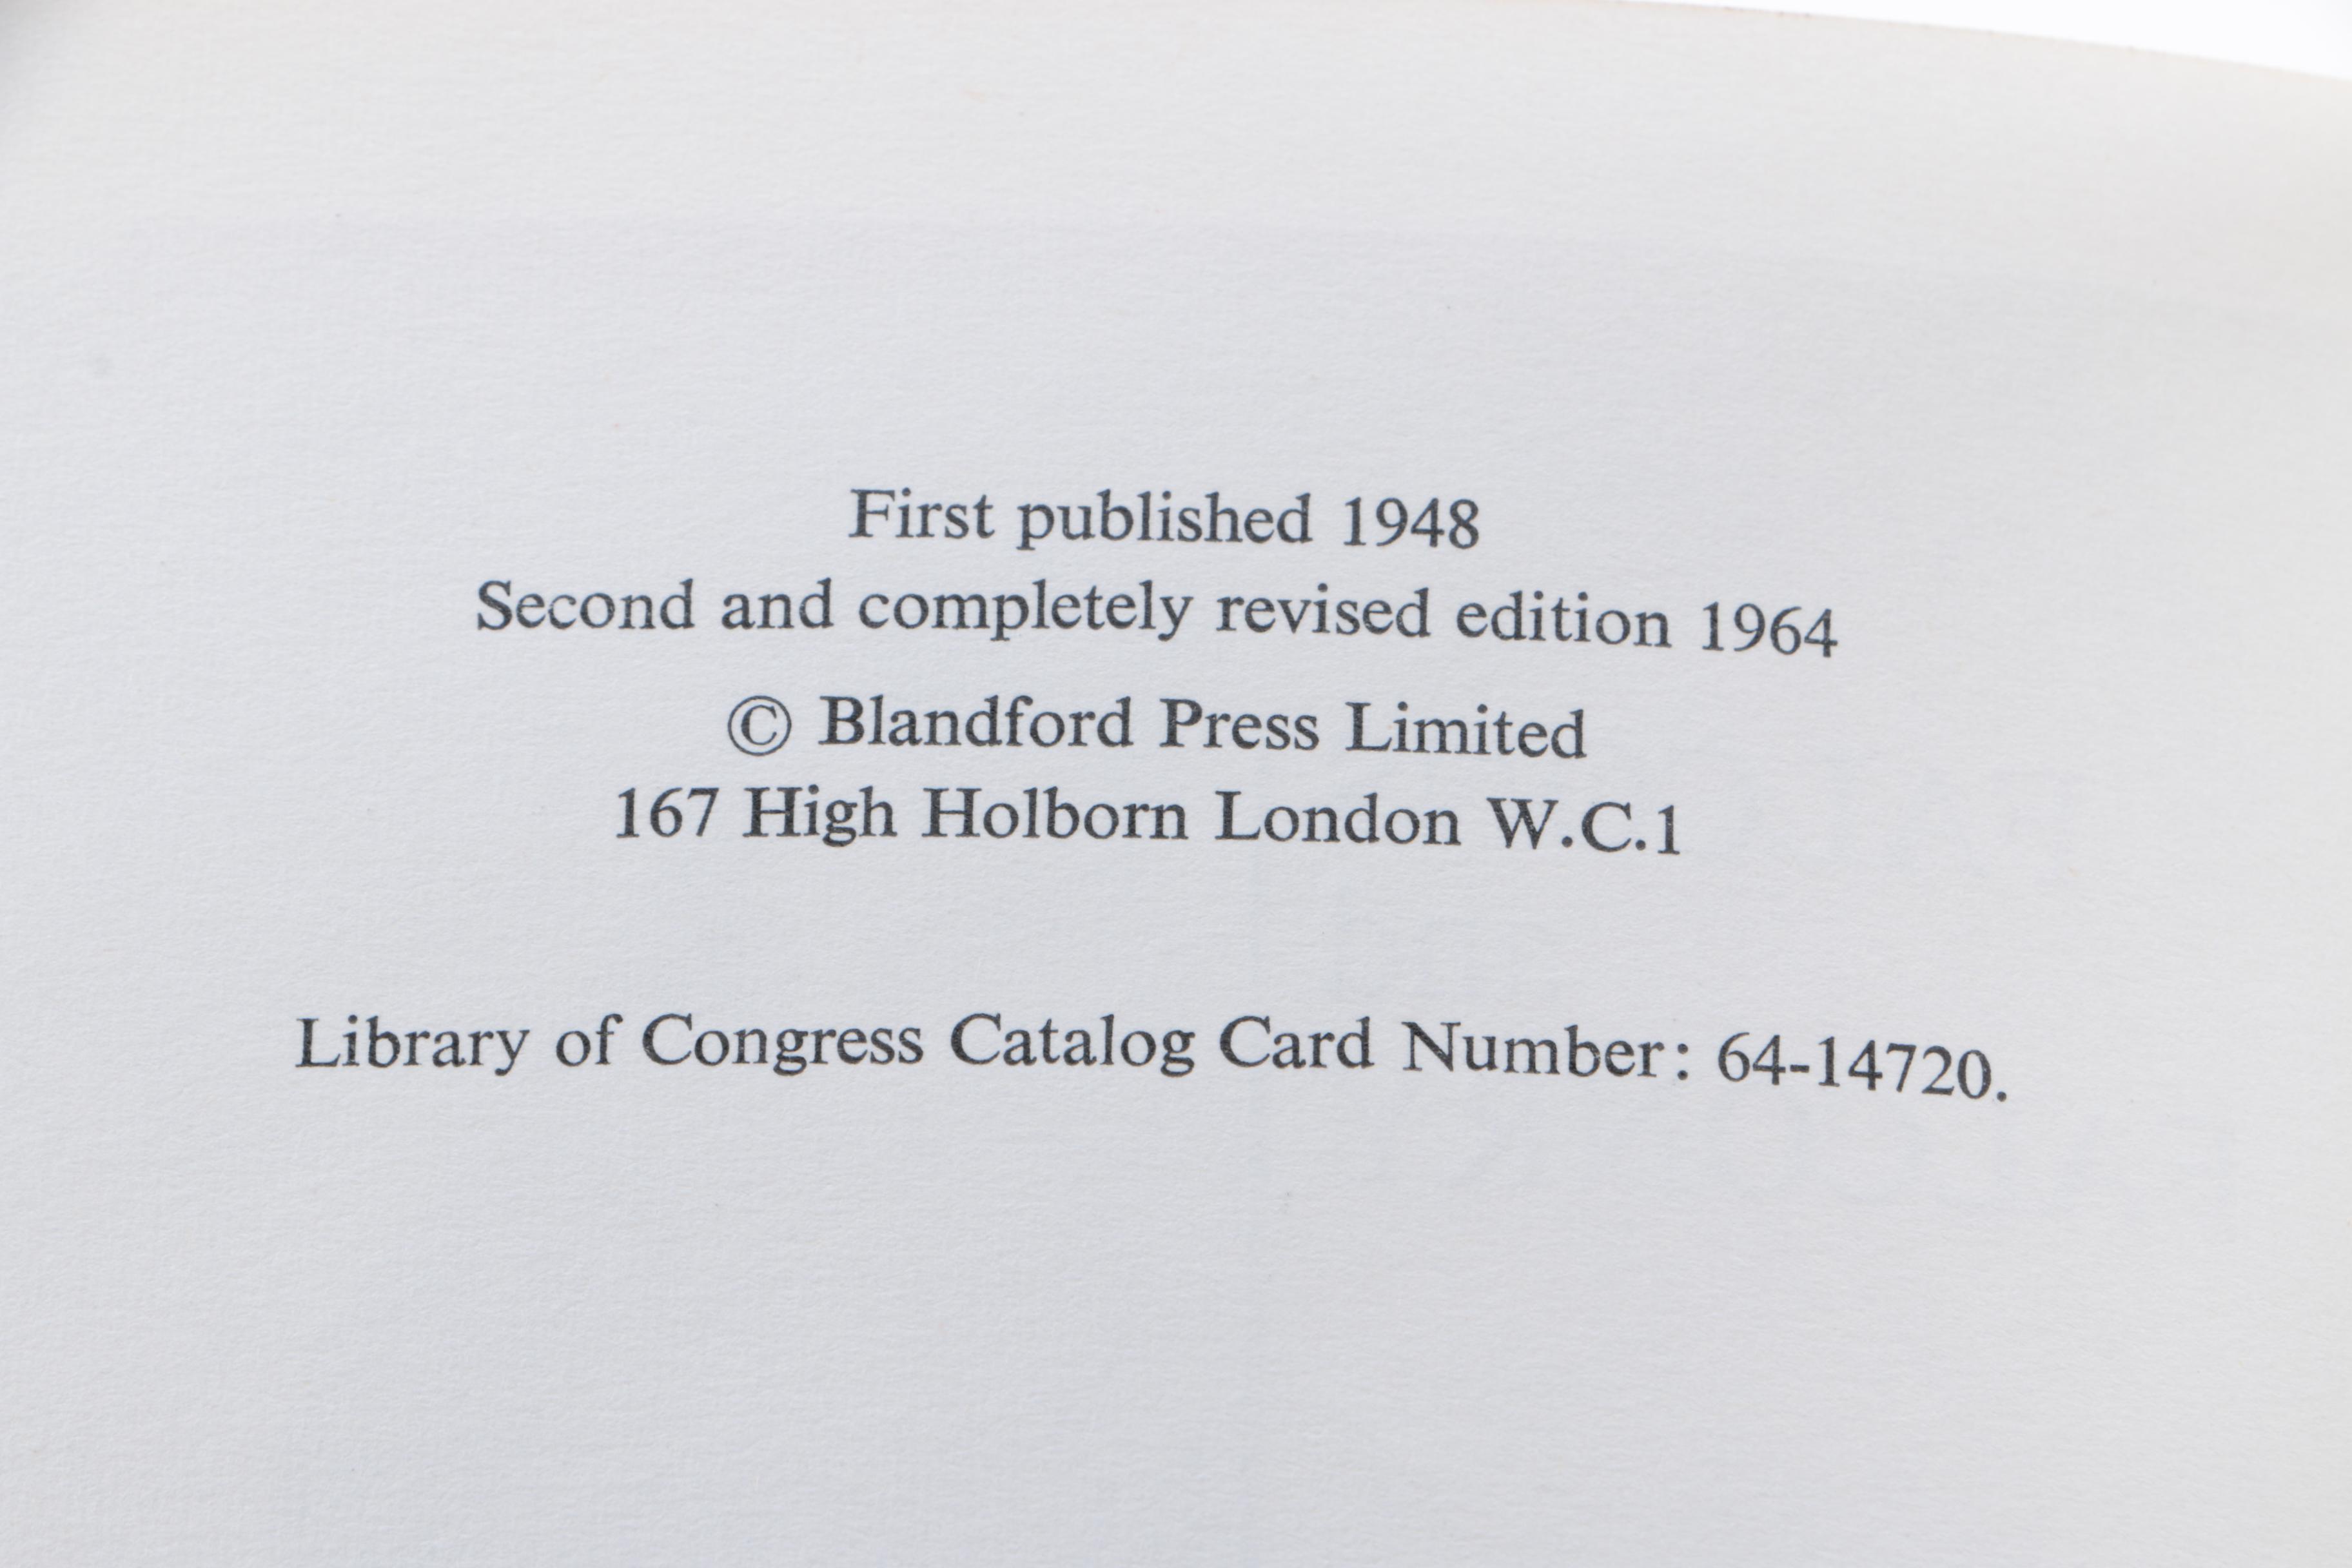 First published 1948
Second and completely revised edition 1964
© Blandford Press Limited
167 High Holborn London W.C.1
Library of Congress Catalog Card Number: 64-14720.